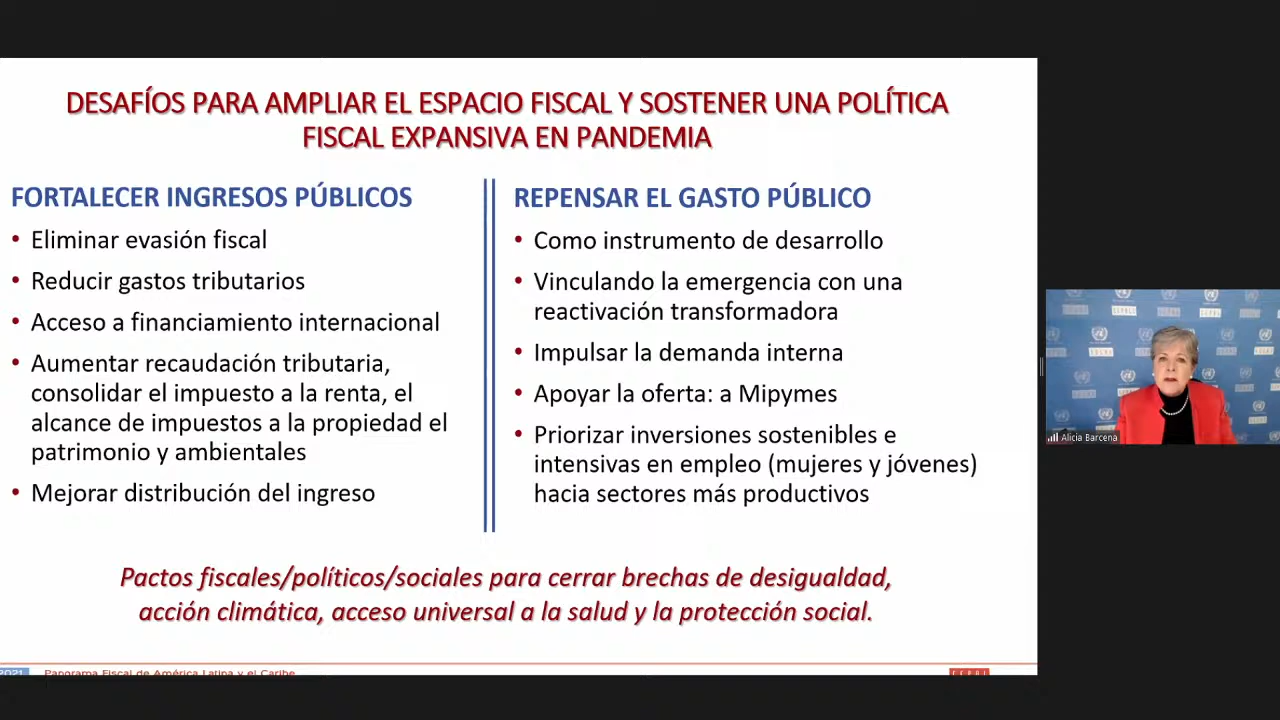 DESAFÍOS PARA AMPLIAR EL ESPACIO FISCAL Y SOSTENER UNA POLÍTICA
FISCAL EXPANSIVA EN PANDEMIA
FORTALECER INGRESOS PÚBLICOS
• Eliminar evasión fiscal
• Reducir gastos tributarios
• Acceso a financiamiento internacional
• Aumentar recaudación tributaria,
consolidar el impuesto a la renta, el
alcance de impuestos a la propiedad el
patrimonio y ambientales
• Mejorar distribución del ingreso
REPENSAR EL GASTO PÚBLICO
• Como instrumento de desarrollo
• Vinculando la emergencia con una
reactivación transformadora
• Impulsar la demanda interna
• Apoyar la oferta: a Mipymes
• Priorizar inversiones sostenibles e
intensivas en empleo (mujeres y jóvenes)
hacia sectores más productivos
Pactos fiscales/políticos/sociales para cerrar brechas de desigualdad,
acción climática, acceso universal a la salud y la protección social.
2021 Panorama Fiscal de América Latina y el Caribe
CEPAL
Alicia Barcena